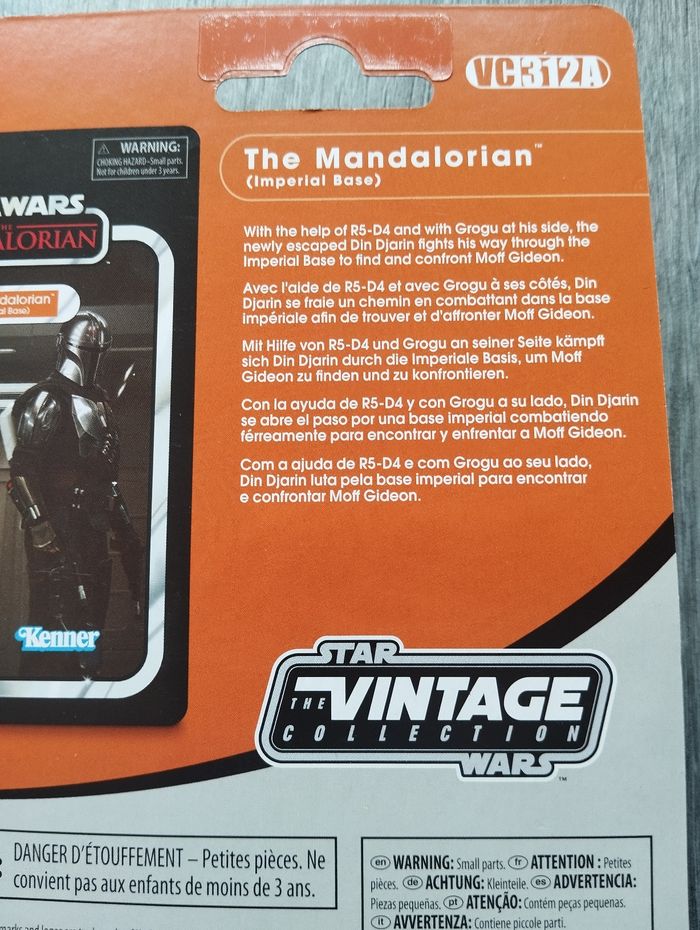 VC312A
The Mandalorian™
(Imperial Base)
With the help of R5-D4 and with Grogu at his side, the
newly escaped Din Djarin fights his way through the
Imperial Base to find and confront Moff Gideon.
Avec l'aide de R5-D4 et avec Grogu à ses côtés, Din
Djarin se fraie un chemin en combattant dans la base
impériale afin de trouver et d'affronter Moff Gideon.
Mit Hilfe von R5-D4 und Grogu an seiner Seite kämpft
sich Din Djarin durch die Imperiale Basis, um Moff
Gideon zu finden und zu konfrontieren.
Con la ayuda de R5-D4 y con Grogu a su lado, Din Djarin
se abre el paso por una base imperial combatiendo
férreamente para encontrar y enfrentar a Moff Gideon.
Com a ajuda de R5-D4 e com Grogu ao seu lado,
Din Djarin luta pela base imperial para encontrar
e confrontar Moff Gideon.
WARNING:
CHOKING HAZARD–Small parts.
Not for children under 3 years.
WARS
THE
ALORIAN
dalorian™
al Base)
Kenner
STAR
THE VINTAGE
COLLECTION
WARS™
DANGER D'ÉTOUFFEMENT – Petites pièces. Ne
convient pas aux enfants de moins de 3 ans.
en WARNING: Small parts. fr ATTENTION : Petites
pièces. de ACHTUNG: Kleinteile. es ADVERTENCIA:
Piezas pequeñas. pt ATENÇÃO: Contém peças pequenas.
it AVVERTENZA: Contiene piccole parti.